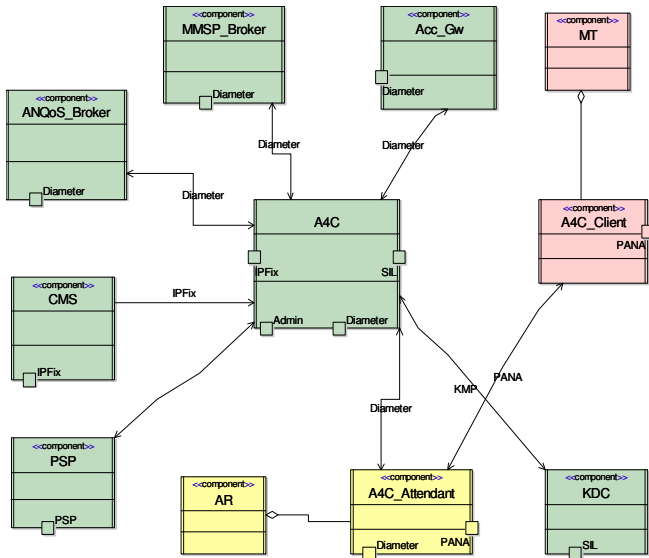 <<component>>
MMSP_Broker
Diameter
<<component>>
Acc_Gw
Diameter
<<component>>
MT
<<component>>
ANQoS_Broker
Diameter
Diameter
Diameter
Diameter
A4C
IPFix
SIL
Admin
Diameter
<<component>>
A4C_Client
PANA
<<component>>
CMS
IPFix
IPFix
KMP
PANA
Diameter
<<component>>
PSP
PSP
<<component>>
AR
<<component>>
A4C_Attendant
Diameter
PANA
<<component>>
KDC
SIL